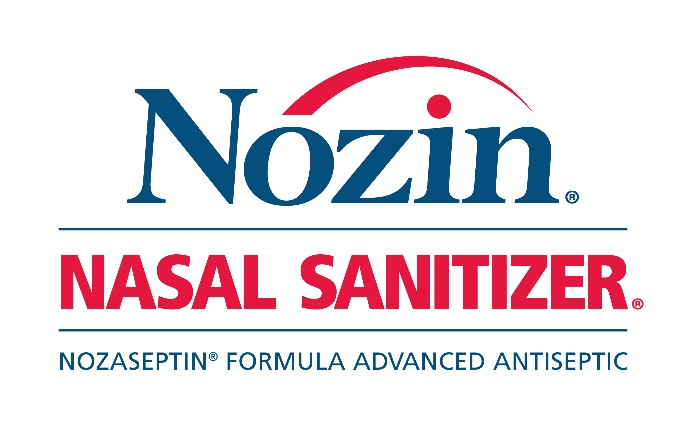 Nozin®
NASAL SANITIZER®
NOZASEPTIN® FORMULA ADVANCED ANTISEPTIC